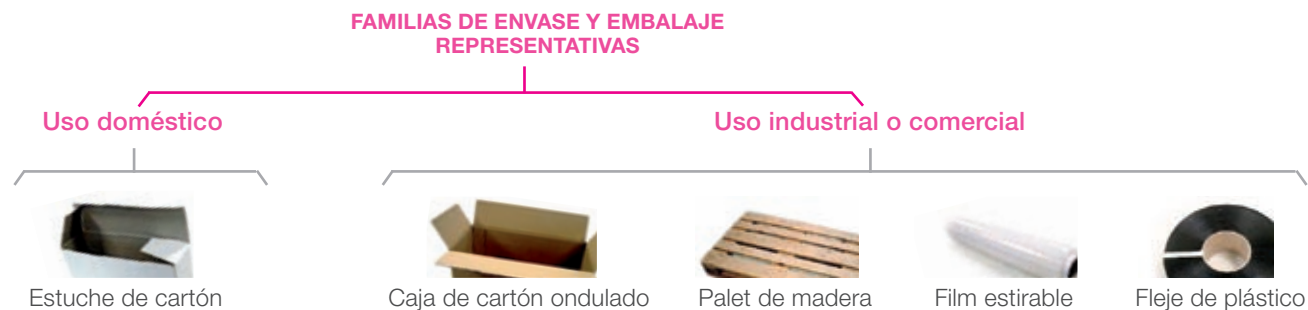 FAMILIAS DE ENVASE Y EMBALAJE
REPRESENTATIVAS
Uso doméstico
Uso industrial o comercial
Estuche de cartón
Caja de cartón ondulado
Palet de madera
Film estirable
Fleje de plástico